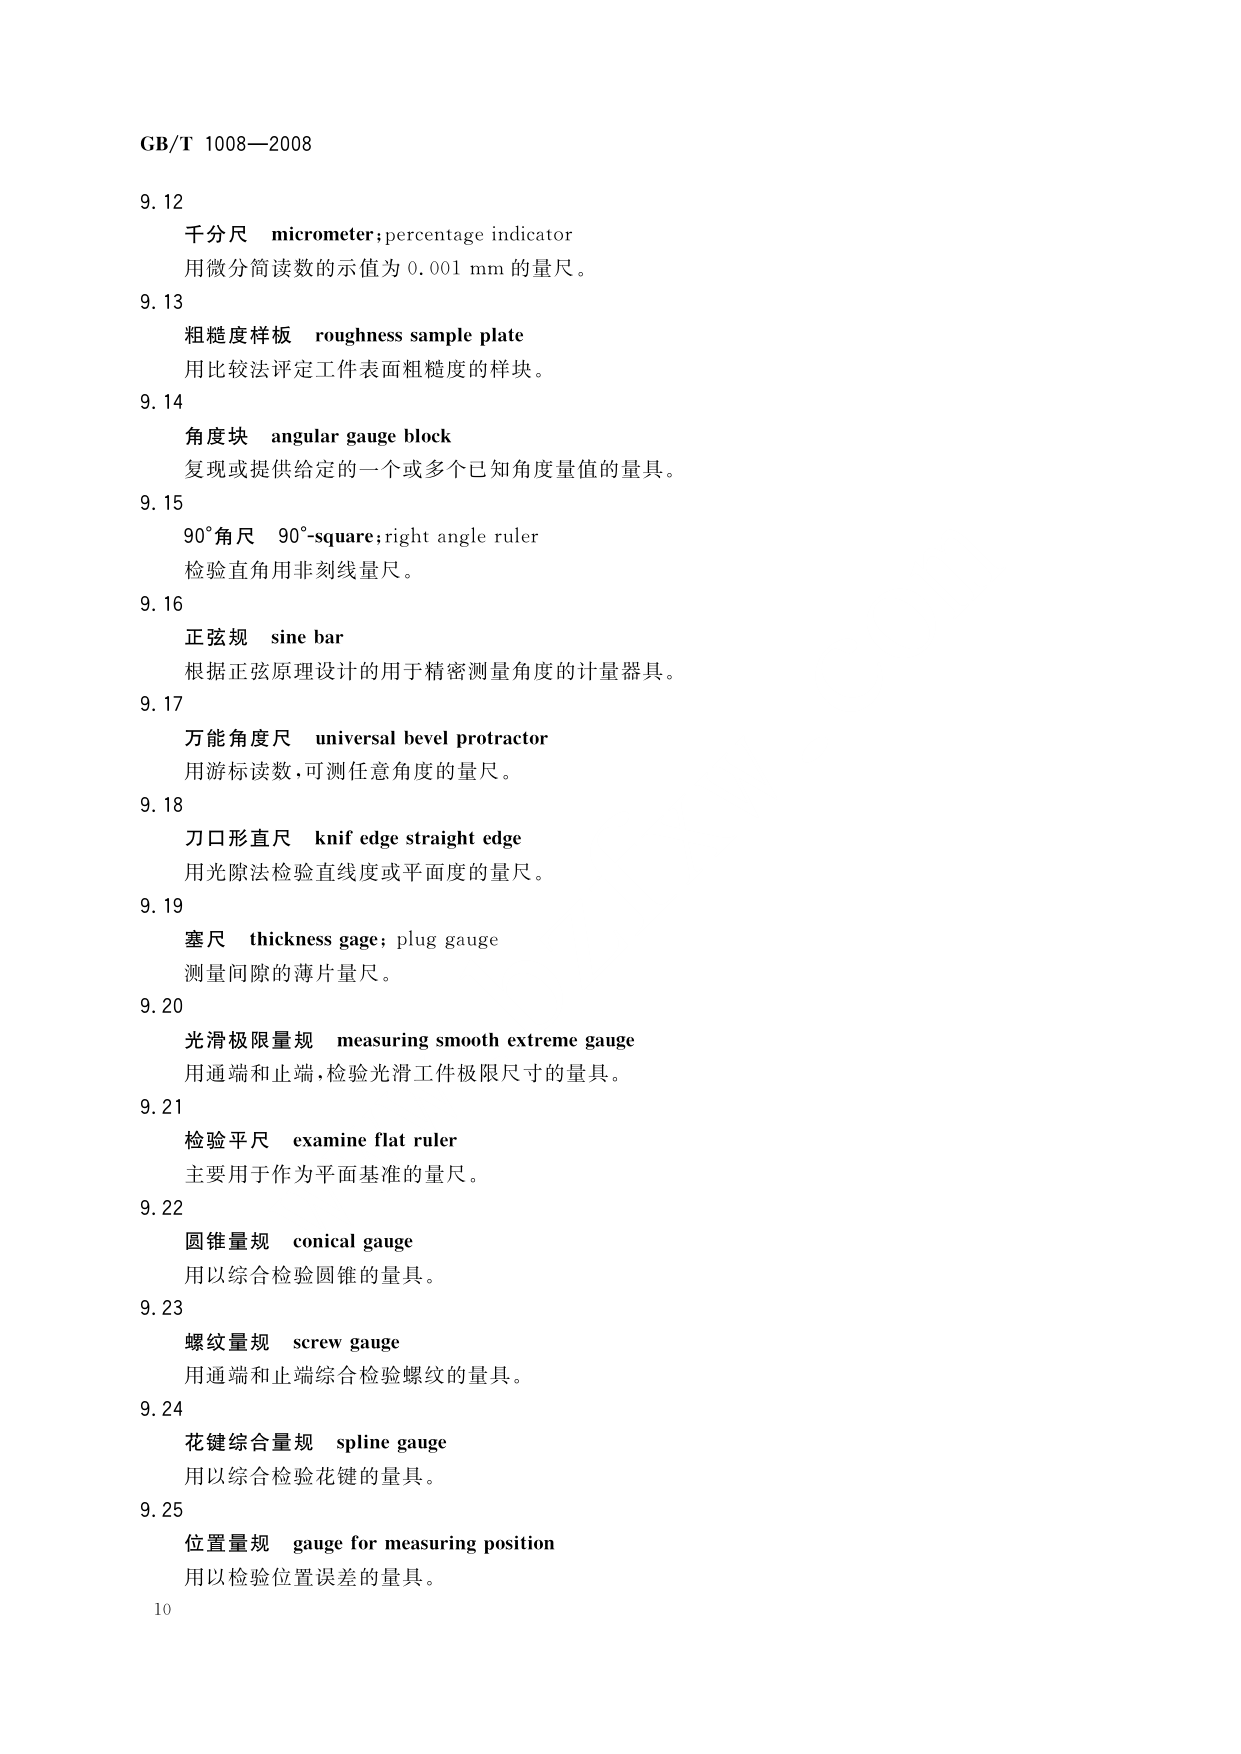 GB/T 1008—2008
9.12
千分尺 micrometer;percentage indicator
用微分简读数的示值为 0.001 mm 的量尺。
9.13
粗糙度样板 roughness sample plate
用比较法评定工件表面粗糙度的样块。
9.14
角度块 angular gauge block
复现或提供给定的一个或多个已知角度量值的量具。
9.15
90°角尺 90°-square;right angle ruler
检验直角用非刻线量尺。
9.16
正弦规 sine bar
根据正弦原理设计的用于精密测量角度的计量器具。
9.17
万能角度尺 universal bevel protractor
用游标读数,可测任意角度的量尺。
9.18
刀口形直尺 knif edge straight edge
用光隙法检验直线度或平面度的量尺。
9.19
塞尺 thickness gage; plug gauge
测量间隙的薄片量尺。
9.20
光滑极限量规 measuring smooth extreme gauge
用通端和止端,检验光滑工件极限尺寸的量具。
9.21
检验平尺 examine flat ruler
主要用于作为平面基准的量尺。
9.22
圆锥量规 conical gauge
用以综合检验圆锥的量具。
9.23
螺纹量规 screw gauge
用通端和止端综合检验螺纹的量具。
9.24
花键综合量规 spline gauge
用以综合检验花键的量具。
9.25
位置量规 gauge for measuring position
用以检验位置误差的量具。
10